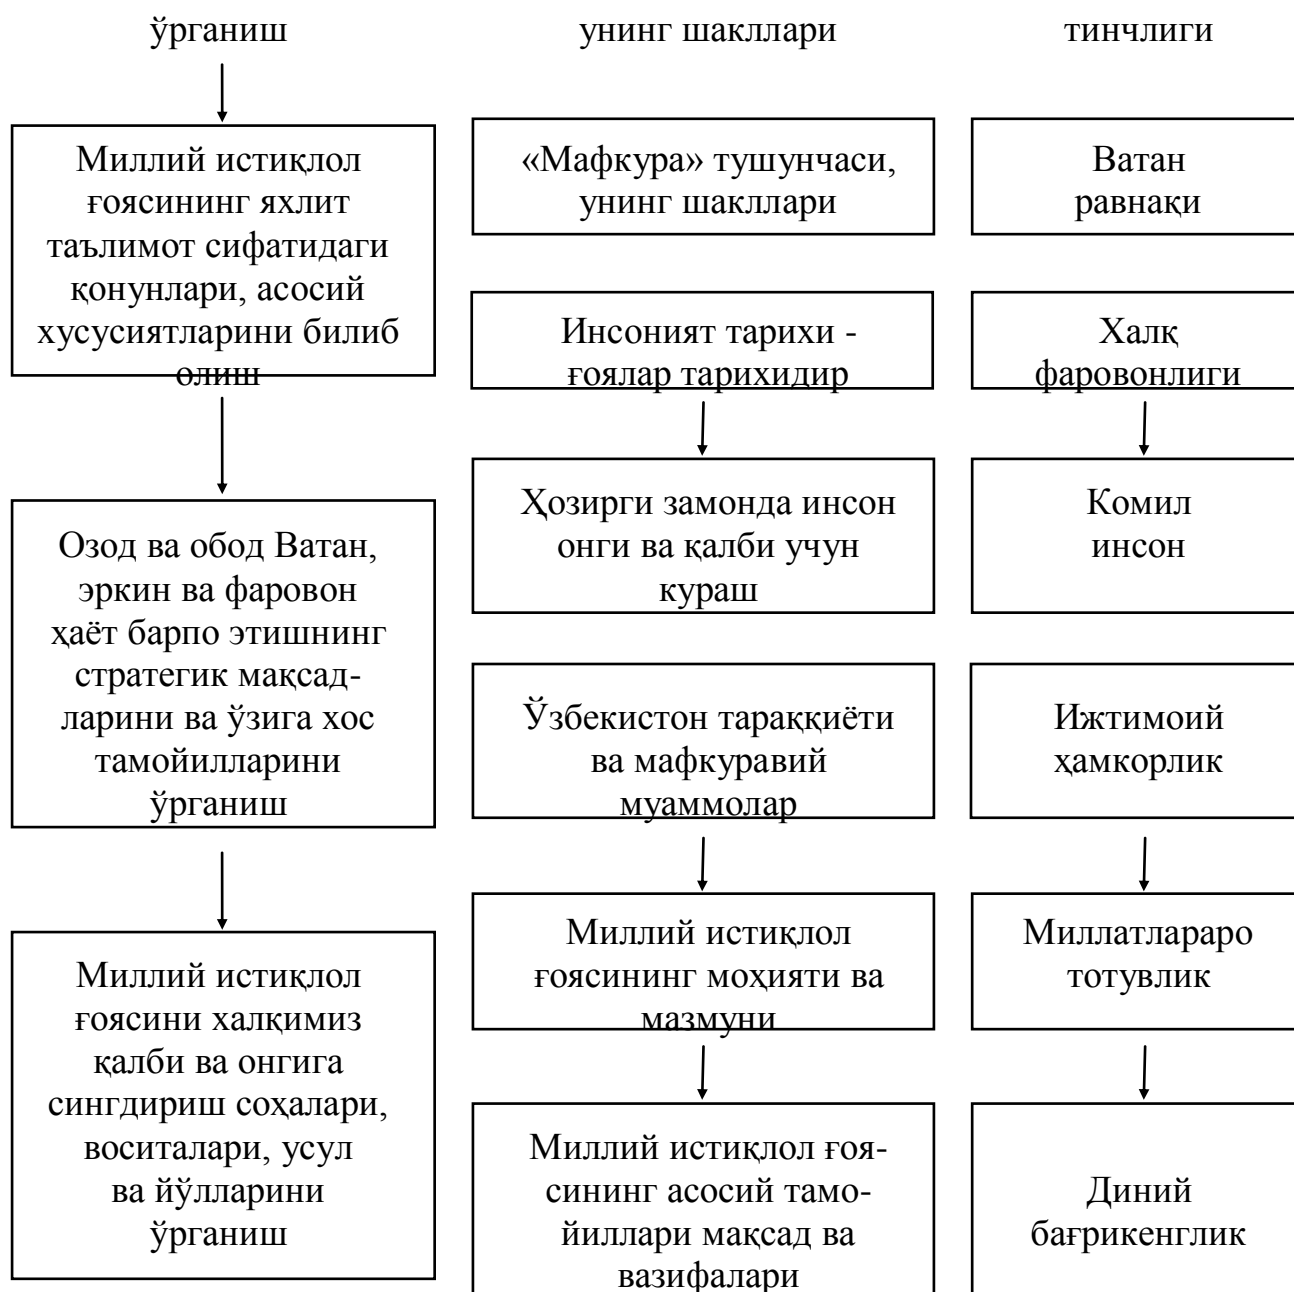 ўрганиш
Миллий истиқлол
ғоясининг яхлит
таълимот сифатидаги
қонунлари, асосий
хусусиятларини билиб
олиш
Озод ва обод Ватан,
эркин ва фаровон
ҳаёт барпо этишнинг
стратегик мақсад-
ларини ва ўзига хос
тамойилларини
ўрганиш
Миллий истиқлол
ғоясини халқимиз
қалби ва онгига
сингдириш соҳалари,
воситалари, усул
ва йўлларини
ўрганиш
унинг шакллари
«Мафкура» тушунчаси,
унинг шакллари
Инсоният тарихи -
ғоялар тарихидир
Ҳозирги замонда инсон
онги ва қалби учун
кураш
Ўзбекистон тараққиёти
ва мафкуравий
муаммолар
Миллий истиқлол
ғоясининг моҳияти ва
мазмуни
Миллий истиқлол ғоя-
сининг асосий тамо-
йиллари мақсад ва
вазифалари
тинчлиги
Ватан
равнақи
Халқ
фаровонлиги
Комил
инсон
Ижтимоий
ҳамкорлик
Миллатлараро
тотувлик
Диний
бағрикенглик